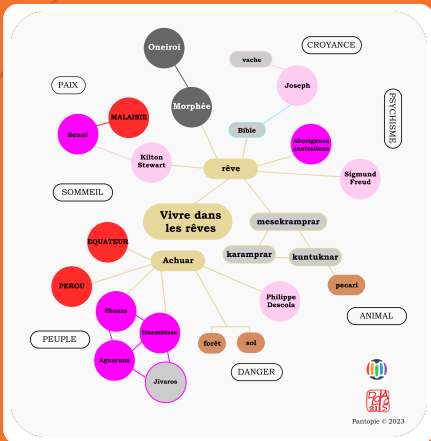 Oneiroi
CROYANCE
vache
Joseph
PAIX
Morphée
PSYCHISME
MALAISIE
Senoï
Bible
Aborigènes
australiens
Kilton
Stewart
rêve
Sigmund
Freud
SOMMEIL
Vivre dans
les rêves
mesekramprar
EQUATEUR
karamprar
kuntuknar
Achuar
PEROU
pecari
Shuars
Philippe
Descola
Huambisas
ANIMAL
PEUPLE
forêt
sol
Aguaruna
Jivaros
DANGER
Pantopie © 2023